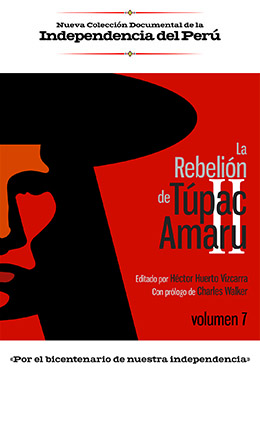 Nueva Colección Documental de la
Independencia del Perú
La
Rebelión
de Túpac
Amaru II
Editado por Héctor Huerto Vizcarra
Con prólogo de Charles Walker
volumen 7
«Por el bicentenario de nuestra independencia»